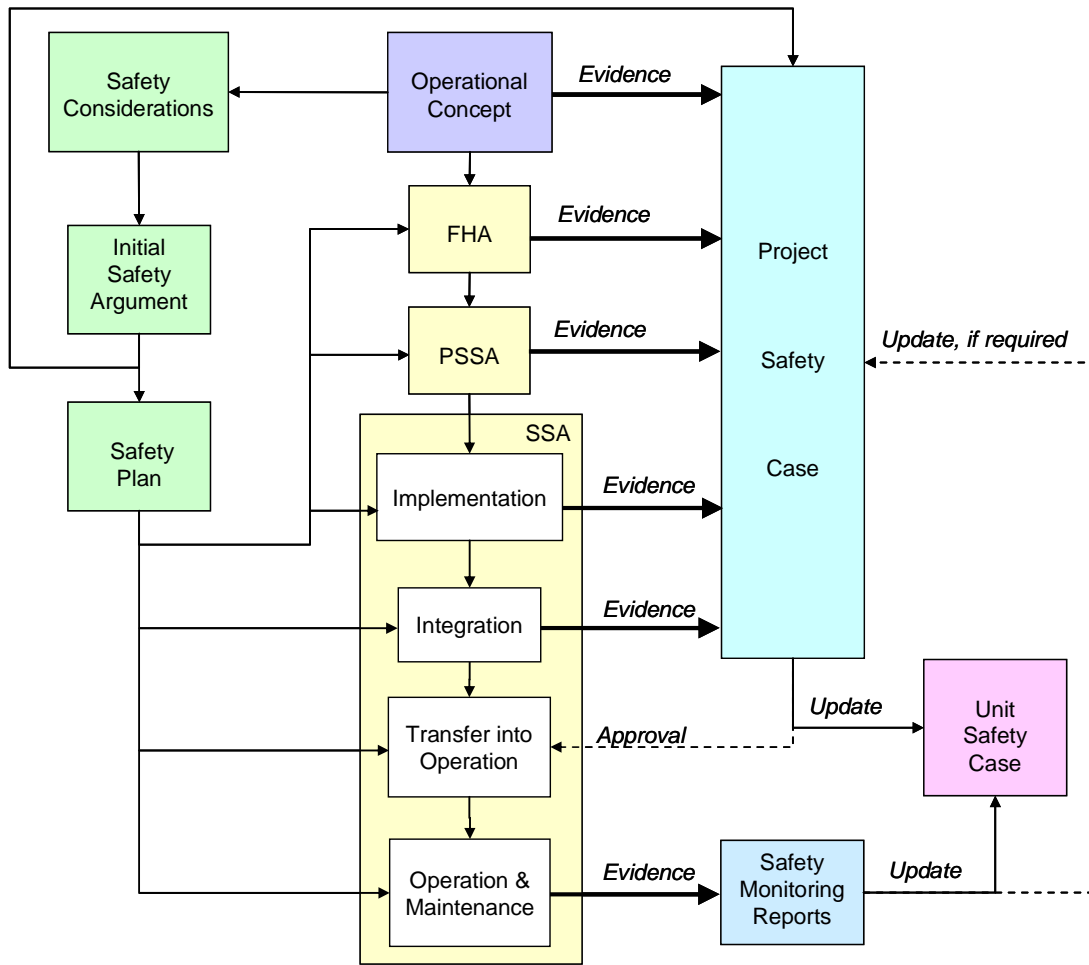 Safety
Considerations
Operational
Concept
Evidence
FHA
Evidence
Initial
Safety
Argument
Project
PSSA
Evidence
Safety
Update, if required
Safety
Plan
SSA
Implementation
Evidence
Case
Integration
Evidence
Transfer into
Operation
Approval
Update
Unit
Safety
Case
Operation &
Maintenance
Evidence
Safety
Monitoring
Reports
Update